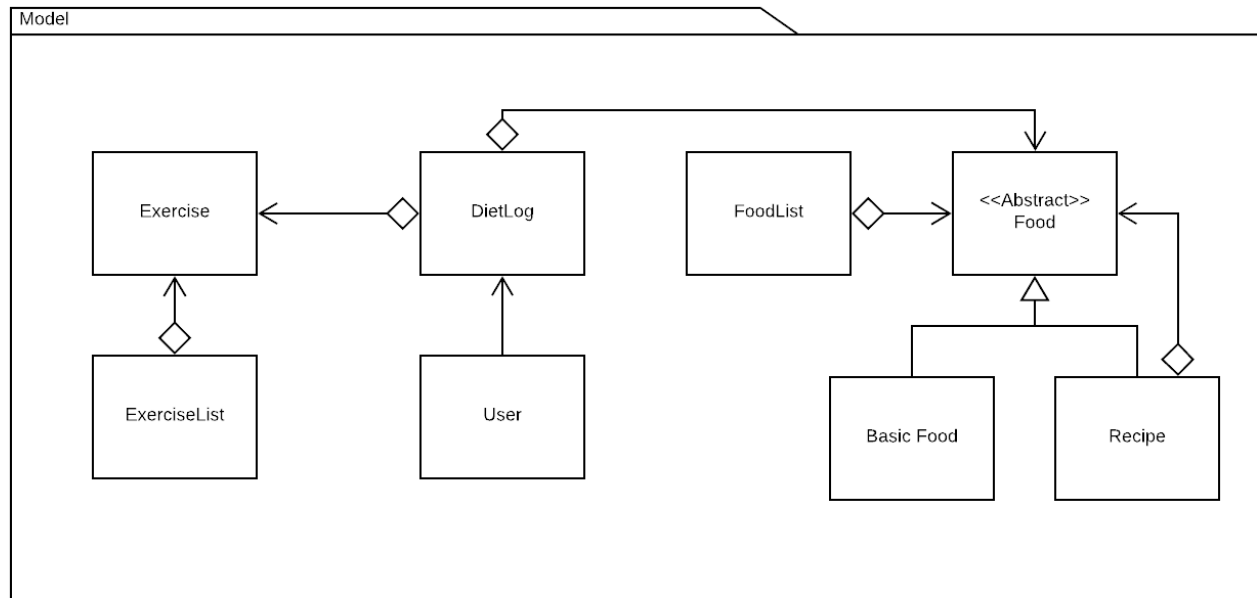 Model
Exercise
DietLog
FoodList
<<Abstract>>
Food
ExerciseList
User
Basic Food
Recipe